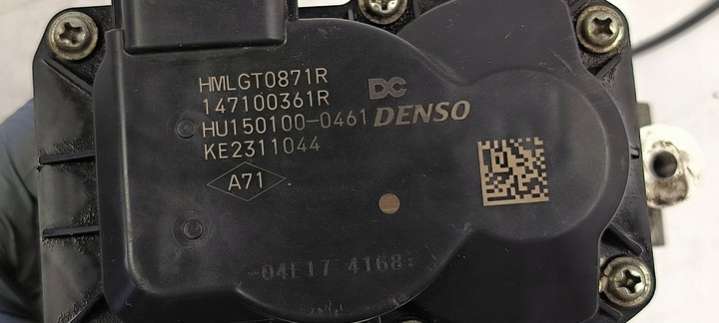 HMLGT0871R
147100361R
HU150100-0461
KE2311044
A71
DC
DENSO